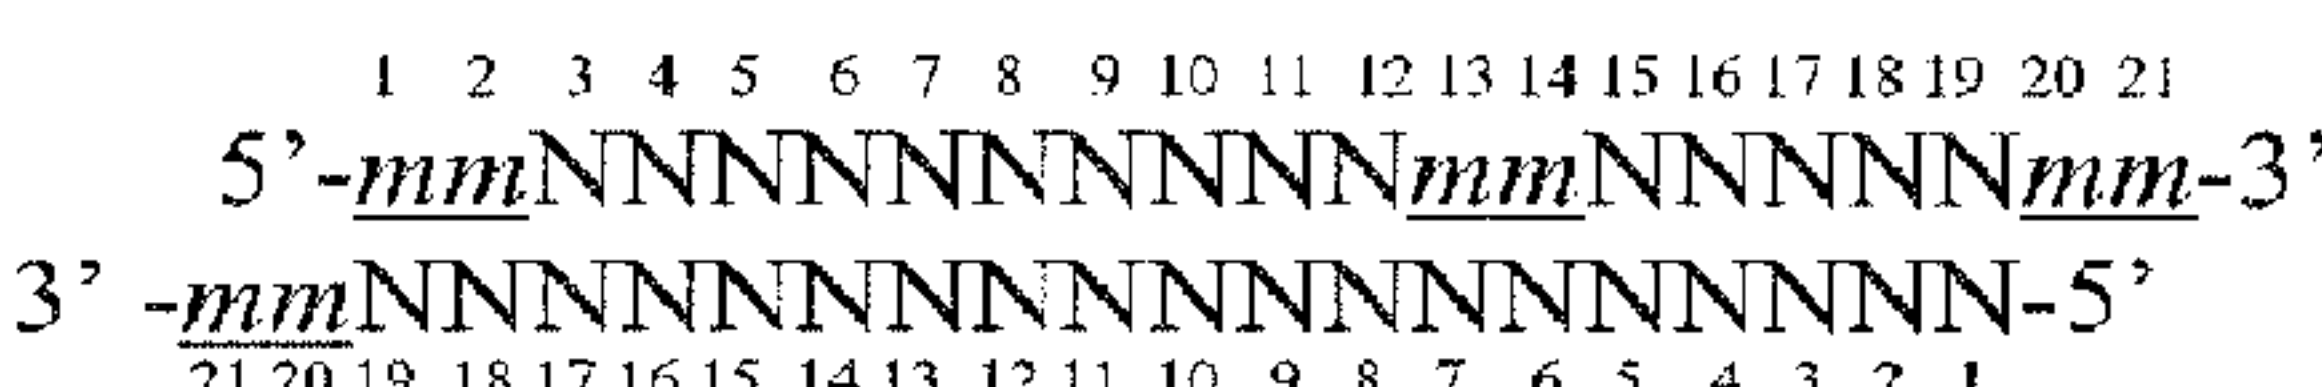 1 2 3 4 5 6 7 8 9 10 11 12 13 14 15 16 17 18 19 20 21
5’-mmNNNNNNNNNNmmNNNNNmm-3’
3’ -mmNNNNNNNNNNNNNNNNNNN-5’
21 20 19 18 17 16 15 14 13 12 11 10 9 8 7 6 5 4 3 2 1